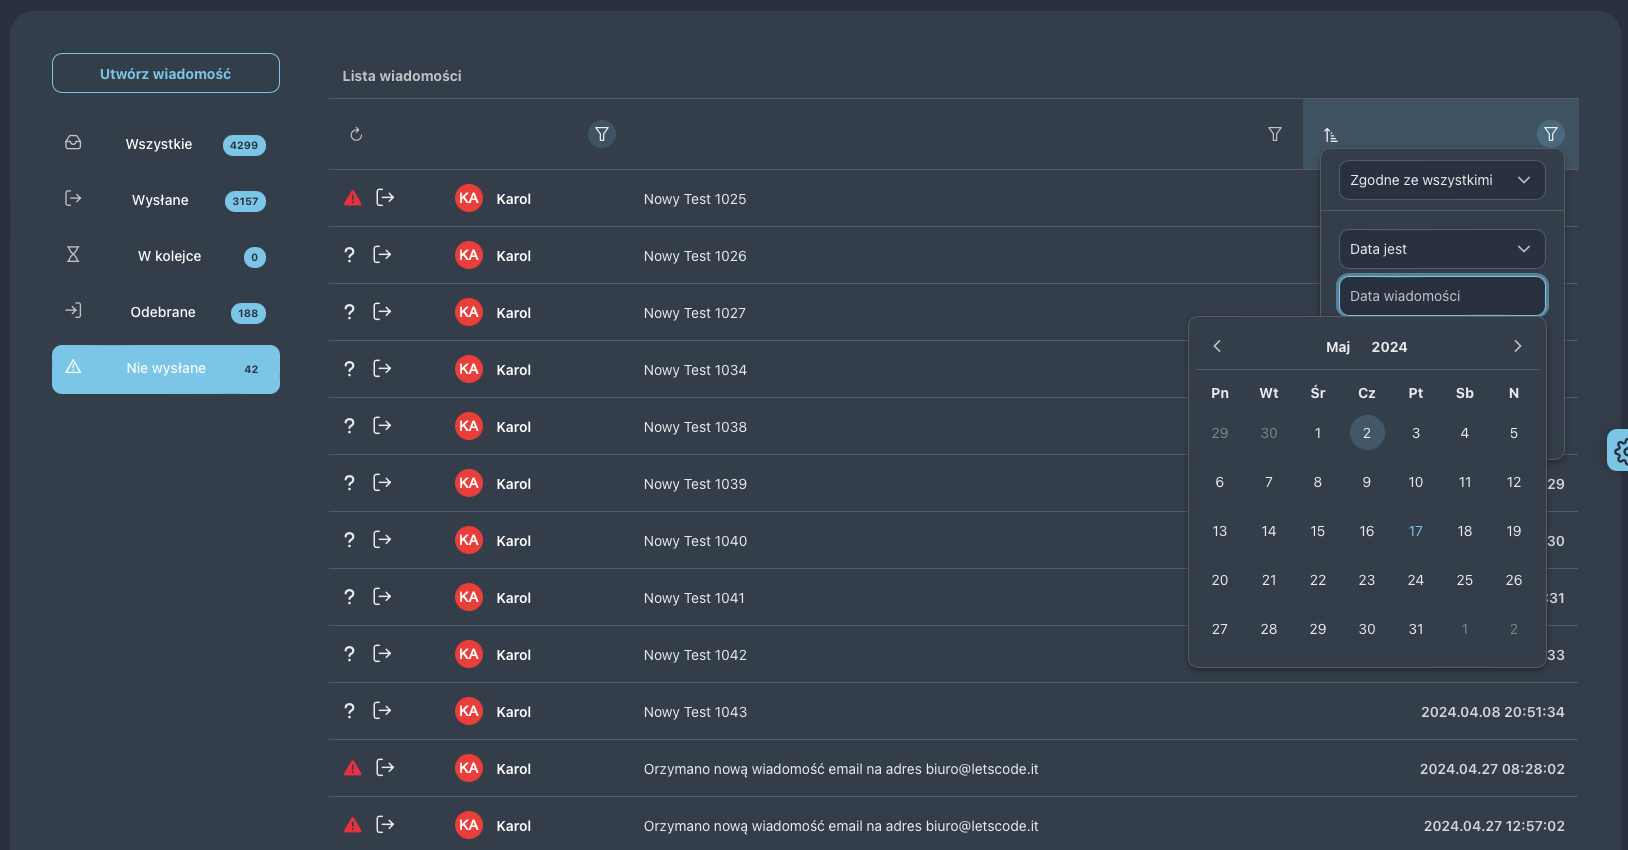 Utwórz wiadomość
Wszystkie 4299
Wysłane 3157
W kolejce 0
Odebrane 188
Nie wysłane 42
Lista wiadomości
Zgodne ze wszystkimi
Data jest
Data wiadomości
Maj 2024
Pn Wt Śr Cz Pt Sb N
29 30 1 2 3 4 5
6 7 8 9 10 11 12
13 14 15 16 17 18 19
20 21 22 23 24 25 26
27 28 29 30 31 1 2
KA Karol Nowy Test 1025
? KA Karol Nowy Test 1026
? KA Karol Nowy Test 1027
? KA Karol Nowy Test 1034
? KA Karol Nowy Test 1038
? KA Karol Nowy Test 1039 29
? KA Karol Nowy Test 1040 30
? KA Karol Nowy Test 1041 :31
? KA Karol Nowy Test 1042 33
? KA Karol Nowy Test 1043 2024.04.08 20:51:34
KA Karol Orzymano nową wiadomość email na adres biuro@letscode.it 2024.04.27 08:28:02
KA Karol Orzymano nową wiadomość email na adres biuro@letscode.it 2024.04.27 12:57:02